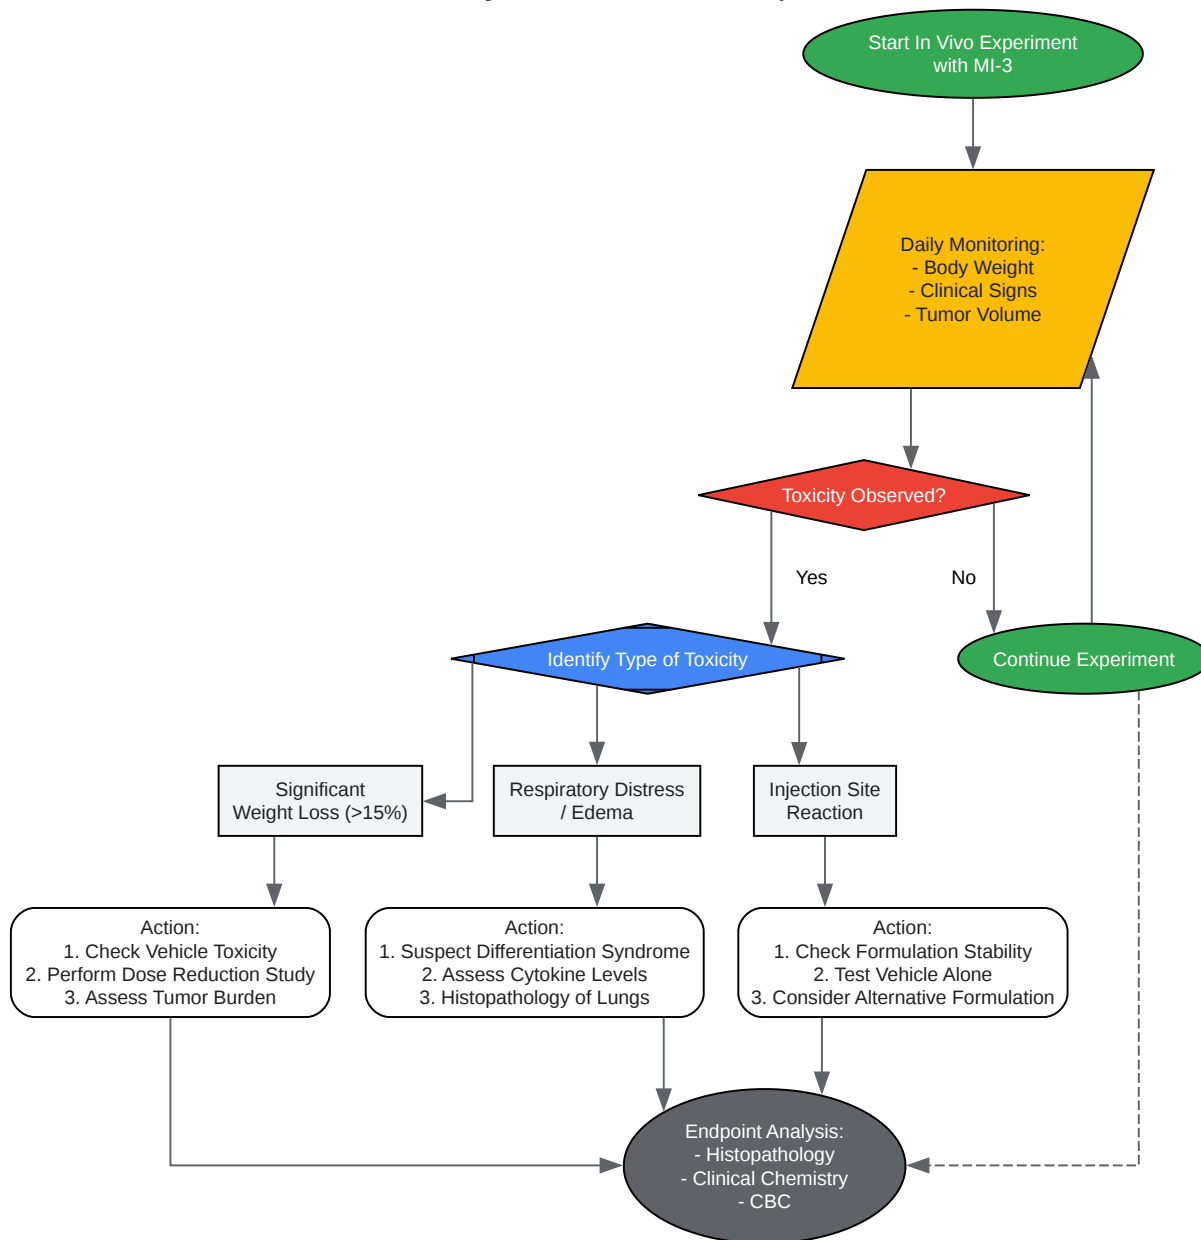 Start In Vivo Experiment
with MI-3
Daily Monitoring:
- Body Weight
- Clinical Signs
- Tumor Volume
Toxicity Observed?
Yes
No
Identify Type of Toxicity
Continue Experiment
Significant
Weight Loss (>15%)
Respiratory Distress
/ Edema
Injection Site
Reaction
Action:
1. Check Vehicle Toxicity
2. Perform Dose Reduction Study
3. Assess Tumor Burden
Action:
1. Suspect Differentiation Syndrome
2. Assess Cytokine Levels
3. Histopathology of Lungs
Action:
1. Check Formulation Stability
2. Test Vehicle Alone
3. Consider Alternative Formulation
Endpoint Analysis:
- Histopathology
- Clinical Chemistry
- CBC